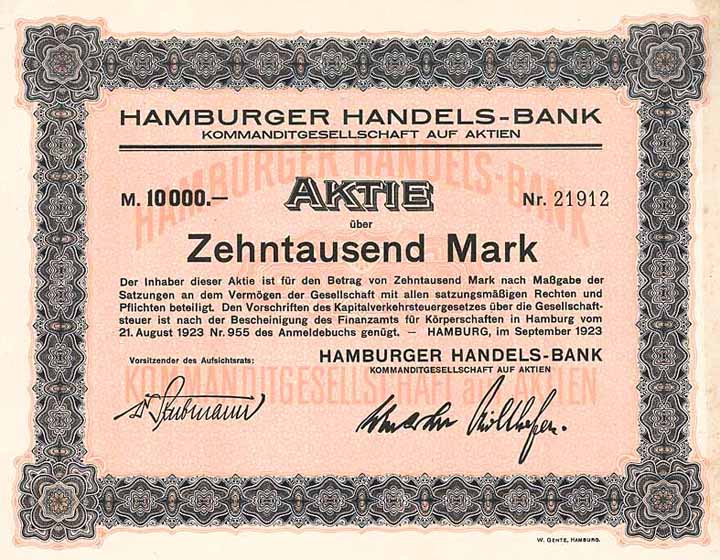 HAMBURGER HANDELS-BANK
KOMMANDITGESELLSCHAFT AUF AKTIEN
M. 10000.— AKTIE Nr. 21912
über
Zehntausend Mark
Der Inhaber dieser Aktie ist für den Betrag von Zehntausend Mark nach Maßgabe der
Satzungen an dem Vermögen der Gesellschaft mit allen satzungsmäßigen Rechten und
Pflichten beteiligt. Den Vorschriften des Kapitalverkehrsteuergesetzes über die Gesellschaft-
steuer ist nach der Bescheinigung des Finanzamts für Körperschaften in Hamburg vom
21. August 1923 Nr. 955 des Anmeldebuchs genügt. — HAMBURG, im September 1923
Vorsitzender des Aufsichtsrats:
HAMBURGER HANDELS-BANK
KOMMANDITGESELLSCHAFT AUF AKTIEN
HAMBURGER HANDELS-BANK
KOMMANDITGESELLSCHAFT auf AKTIEN
W. GENTE, HAMBURG.